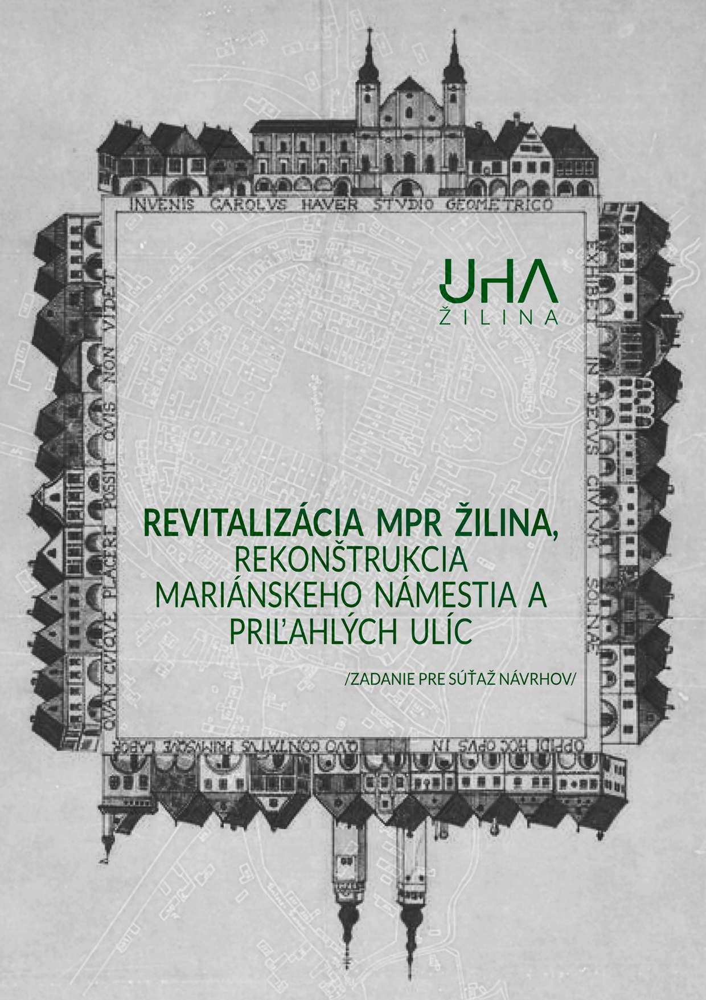 INVENIS CAROLVS HAVER STVDIO GEOMETRICO
EXHIBET IN DECVS CIVIVM SOLNAE
UHA
ŽILINA
REVITALIZÁCIA MPR ŽILINA,
REKONŠTRUKCIA
MARIÁNSKEHO NÁMESTIA A
PRIĽAHLÝCH ULÍC
/ZADANIE PRE SÚŤAŽ NÁVRHOV/
OPPIDI HOC OPVS IN QVO CONTATVS PRIMVSQVE LABOR
QVAM CVIQVE PLACERE POSSIT QVIS NON VIDET